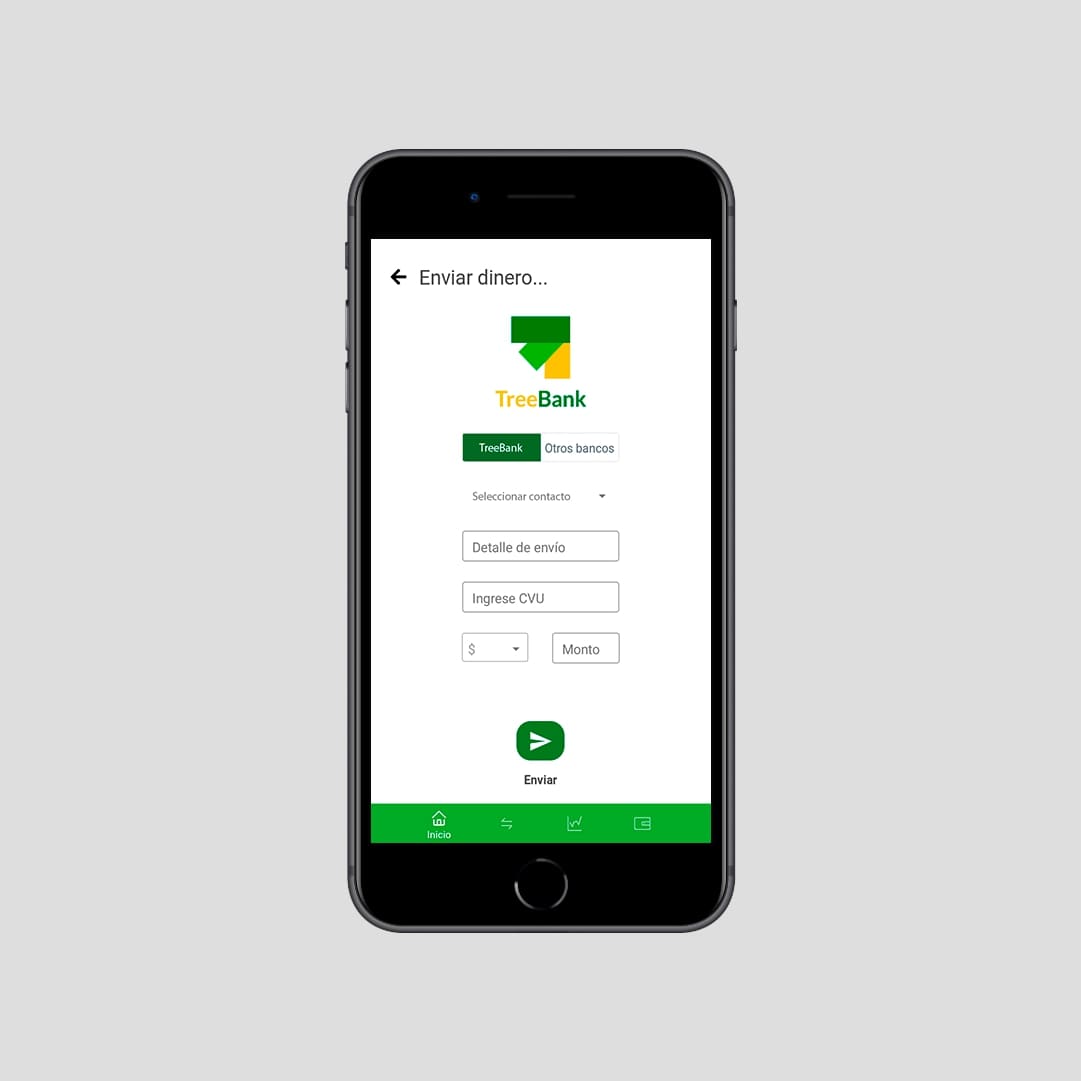 Enviar dinero...
TreeBank
TreeBank Otros bancos
Seleccionar contacto
Detalle de envío
Ingrese CVU
$ Monto
Enviar
Inicio